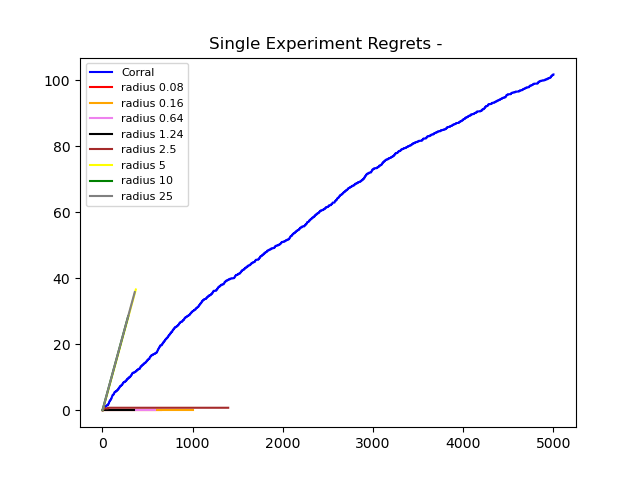 Single Experiment Regrets -
Corral
radius 0.08
radius 0.16
radius 0.64
radius 1.24
radius 2.5
radius 5
radius 10
radius 25
100
80
60
40
20
0
0 1000 2000 3000 4000 5000